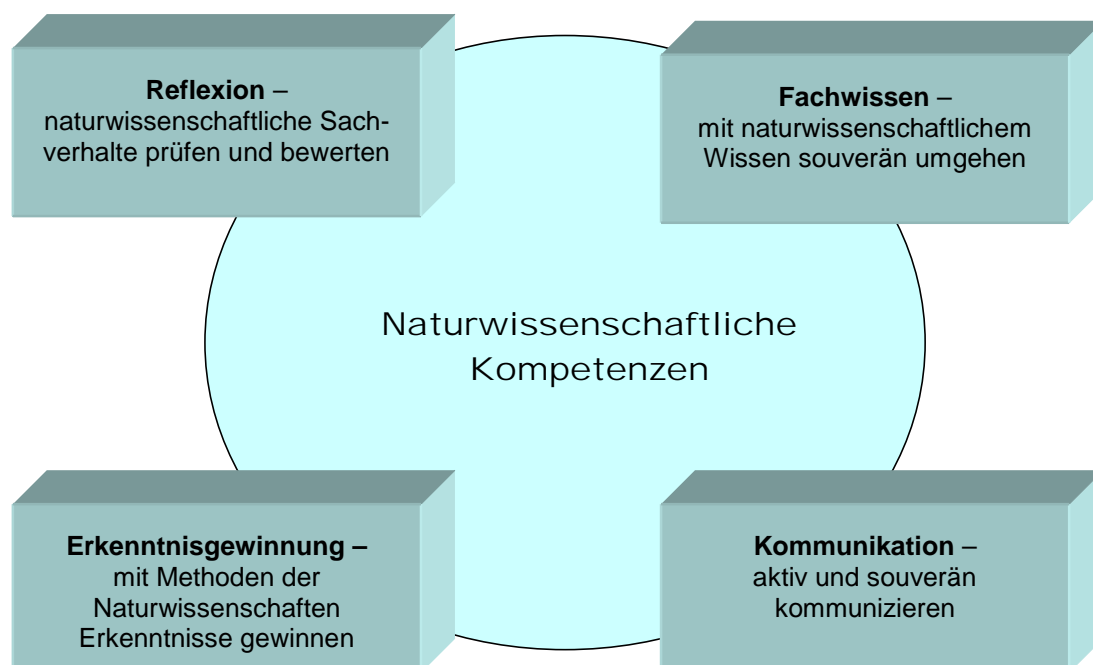 Reflexion –
naturwissenschaftliche Sach-
verhalte prüfen und bewerten
Fachwissen –
mit naturwissenschaftlichem
Wissen souverän umgehen
Naturwissenschaftliche
Kompetenzen
Erkenntnisgewinnung –
mit Methoden der
Naturwissenschaften
Erkenntnisse gewinnen
Kommunikation –
aktiv und souverän
kommunizieren